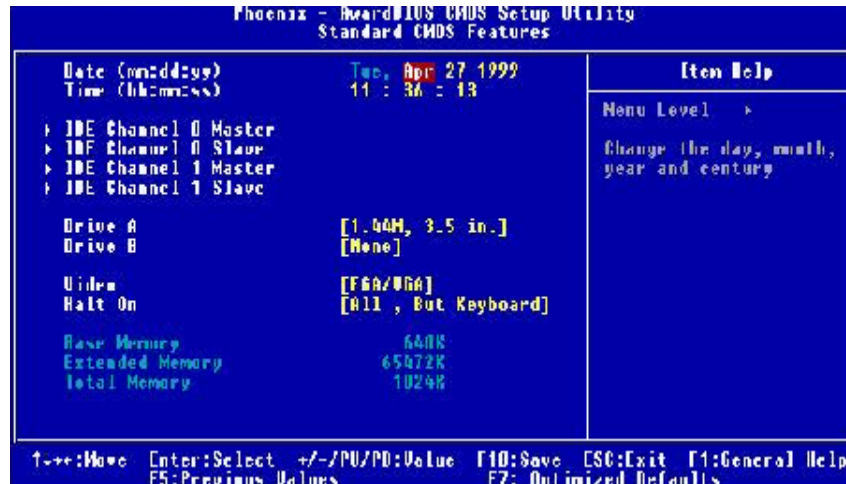 Phoenix - AwardBIOS CMOS Setup Utility
Standard CMOS Features
Date (mm:dd:yy) Tue, Apr 27 1999
Time (hh:mm:ss) 11 : 36 : 13
IDE Channel 0 Master
IDE Channel 0 Slave
IDE Channel 1 Master
IDE Channel 1 Slave
Drive A [1.44M, 3.5 in.]
Drive B [None]
Video [EGA/VGA]
Halt On [All , But Keyboard]
Base Memory 640K
Extended Memory 65472K
Total Memory 1024K
Item Help
Menu Level
Change the day, month,
year and century
↑↓→←:Move Enter:Select +/-/PU/PD:Value F10:Save ESC:Exit F1:General Help
F5:Previous Values F7: Optimized Defaults